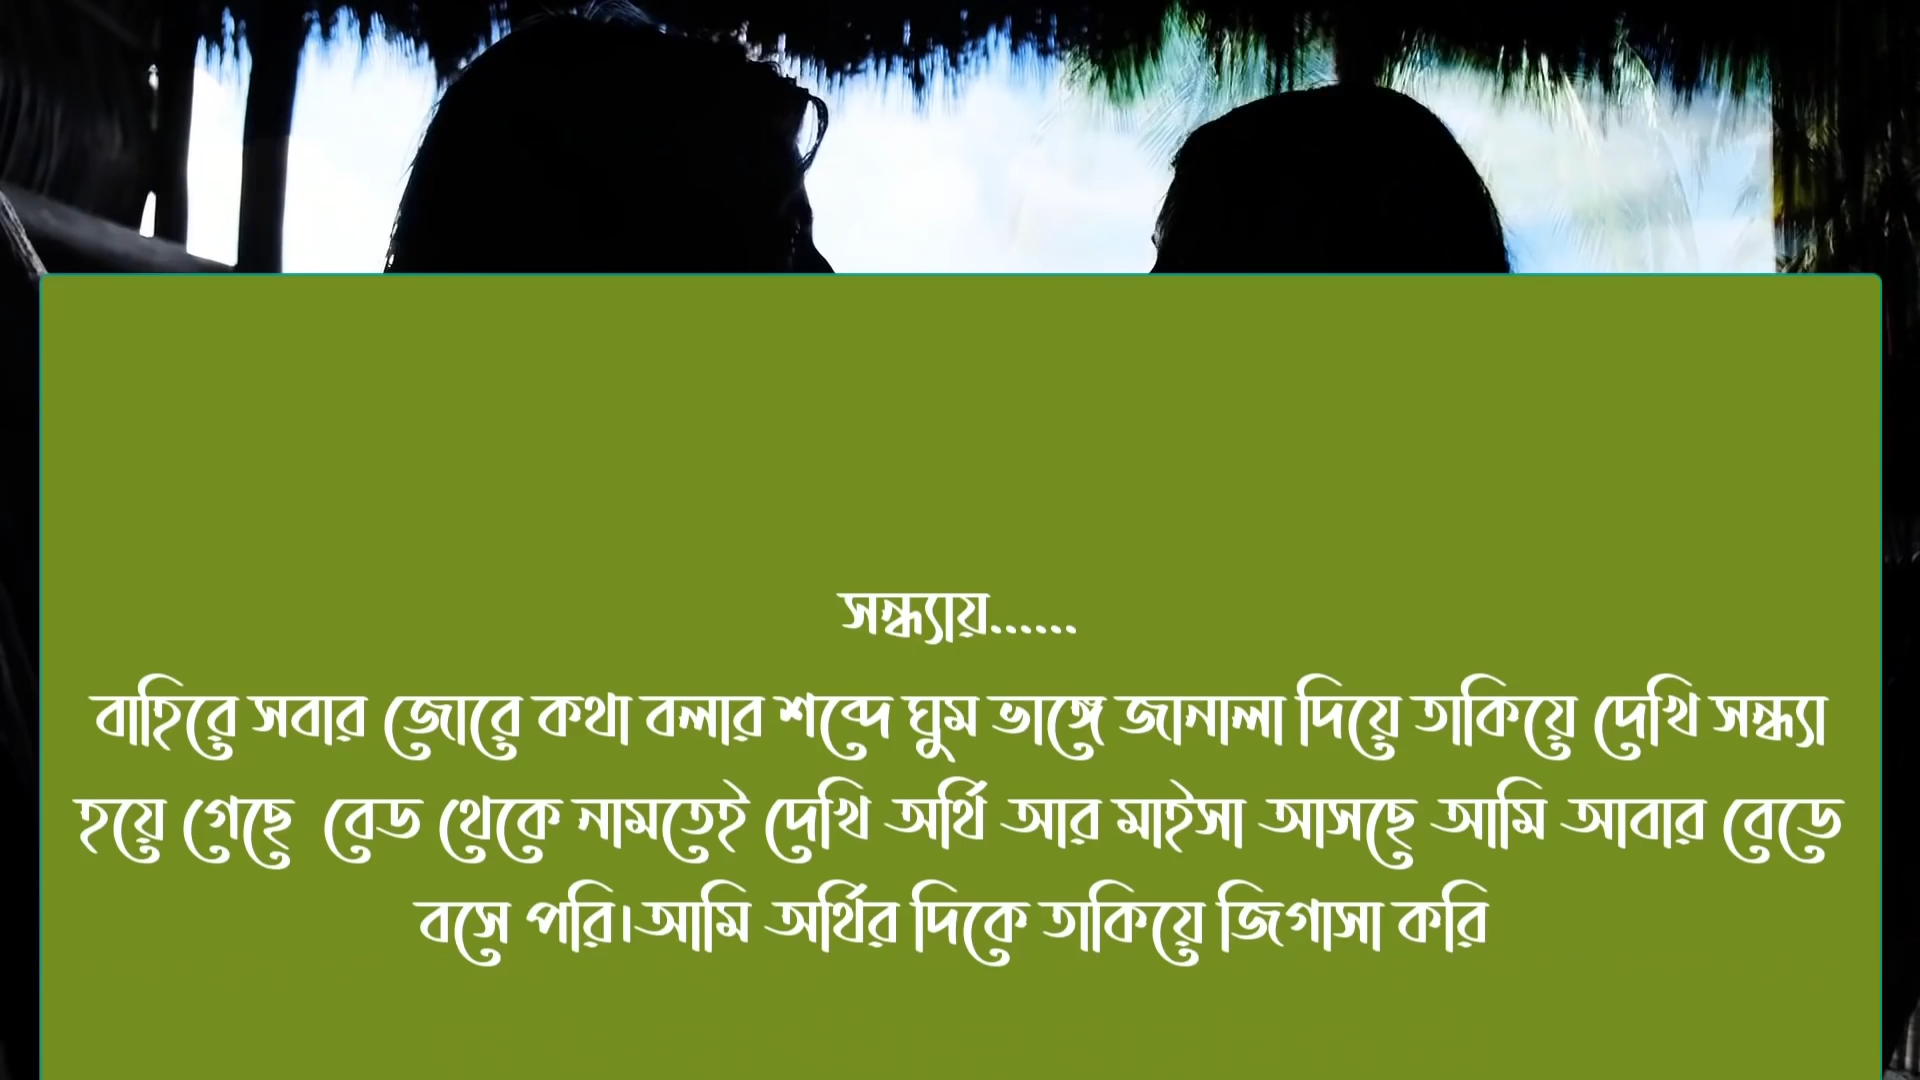 সন্ধ্যায়......
বাহিরে সবার জোরে কথা বলার শব্দে ঘুম ভাঙ্গে জানালা দিয়ে তাকিয়ে দেখি সন্ধ্যা
হয়ে গেছে  বেড থেকে নামতেই দেখি অর্থি আর মাইসা আসছে আমি আবার বেডে
বসে পরি।আমি অর্থির দিকে তাকিয়ে জিগাসা করি